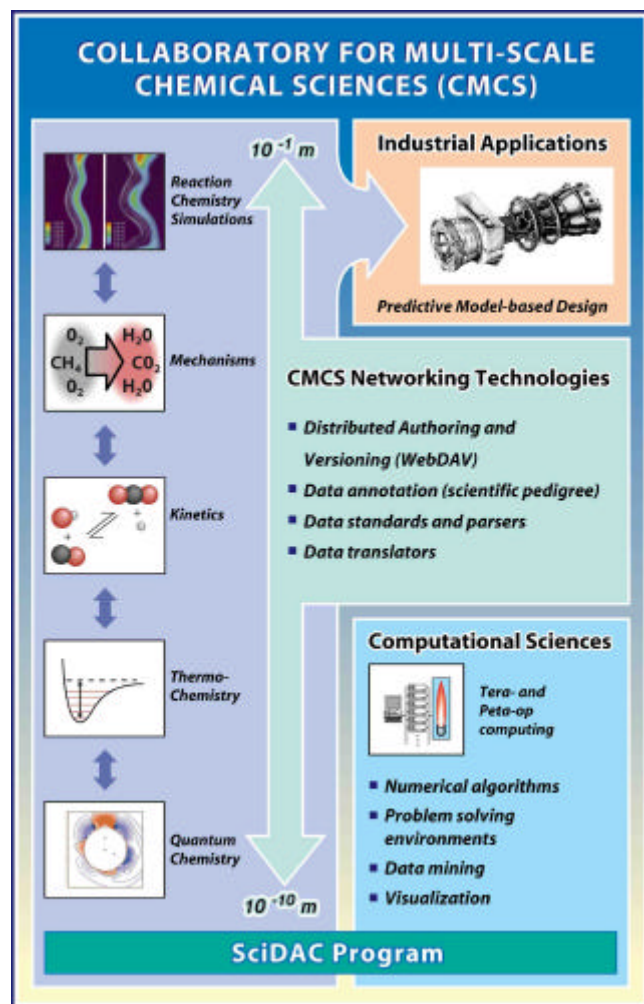 COLLABORATORY FOR MULTI-SCALE
CHEMICAL SCIENCES (CMCS)
10⁻¹ m
Reaction
Chemistry
Simulations
O₂
CH₄
O₂
H₂O
CO₂
H₂O
Mechanisms
+
+
Kinetics
Thermo-
Chemistry
Quantum
Chemistry
10⁻¹⁰ m
Industrial Applications
Predictive Model-based Design
CMCS Networking Technologies
▪ Distributed Authoring and
Versioning (WebDAV)
▪ Data annotation (scientific pedigree)
▪ Data standards and parsers
▪ Data translators
Computational Sciences
Tera- and
Peta-op
computing
▪ Numerical algorithms
▪ Problem solving
environments
▪ Data mining
▪ Visualization
SciDAC Program